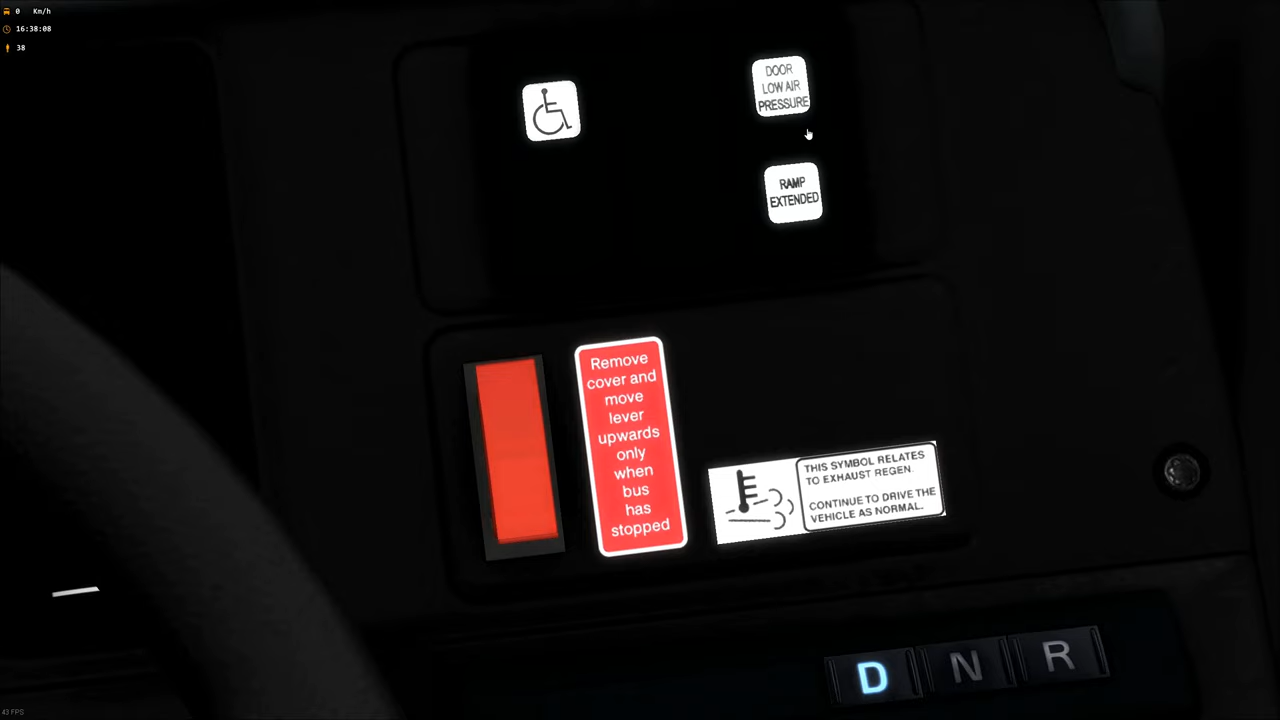 0 Km/h
16:38:08
38
DOOR
LOW AIR
PRESSURE
RAMP
EXTENDED
Remove
cover and
move
lever
upwards
only
when
bus
has
stopped
THIS SYMBOL RELATES
TO EXHAUST REGEN.
CONTINUE TO DRIVE THE
VEHICLE AS NORMAL.
D N R
43 FPS